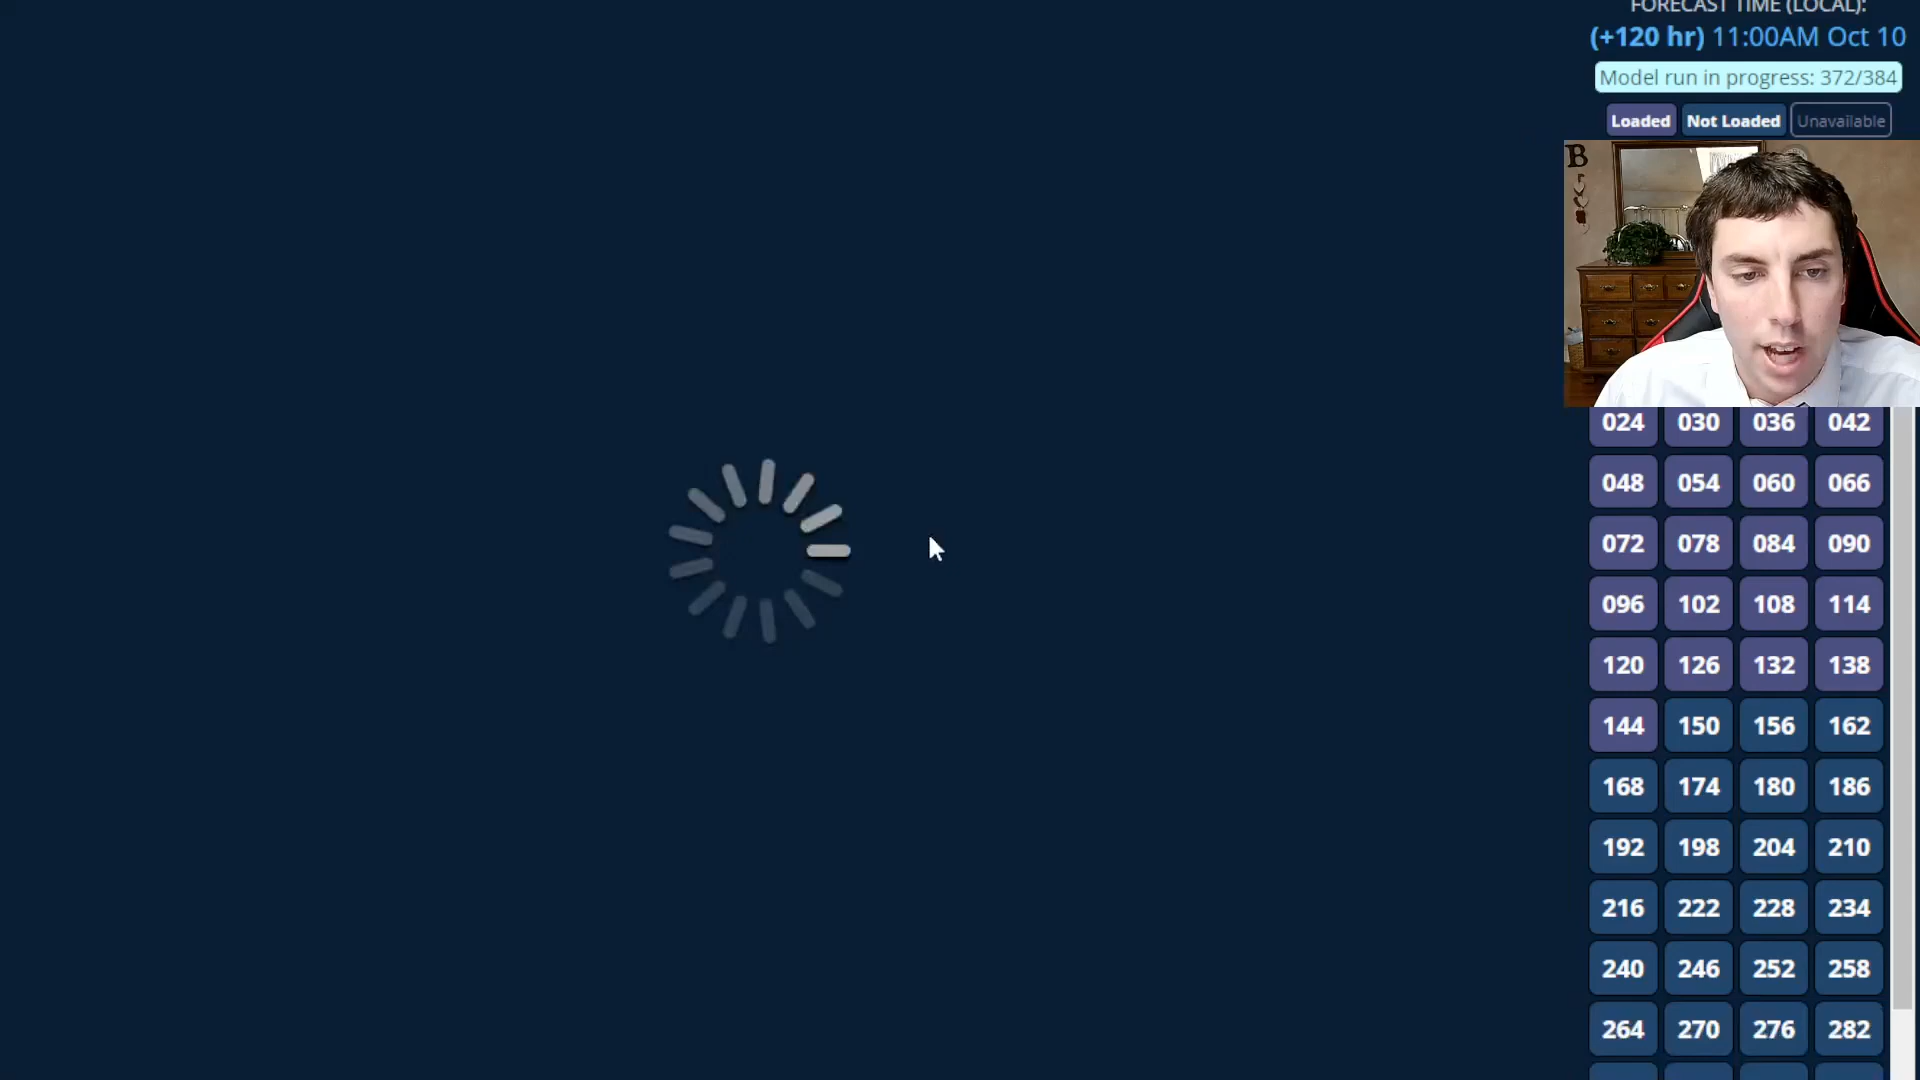 FORECAST TIME (LOCAL):
(+120 hr) 11:00AM Oct 10
Model run in progress: 372/384
Loaded Not Loaded Unavailable
B
024 030 036 042
048 054 060 066
072 078 084 090
096 102 108 114
120 126 132 138
144 150 156 162
168 174 180 186
192 198 204 210
216 222 228 234
240 246 252 258
264 270 276 282